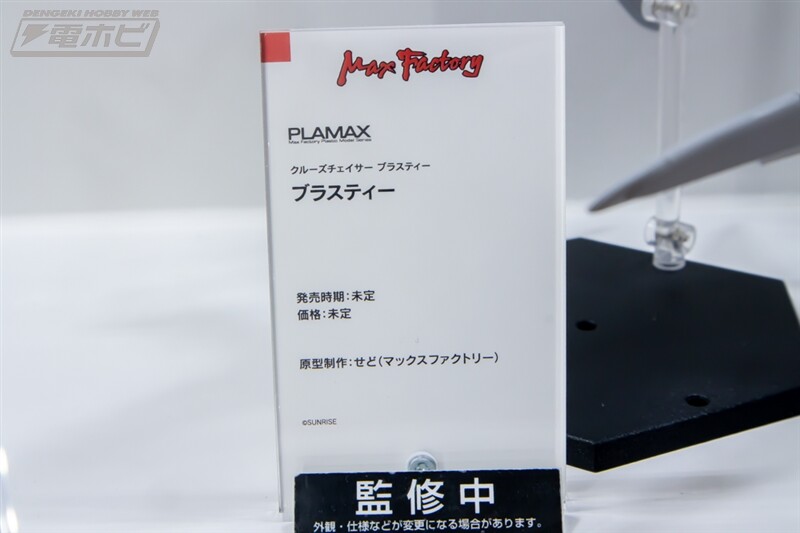 DENGEKI HOBBY WEB
電ホビ
Max Factory
PLAMAX
Max Factory Plastic Model Series
クルーズチェイサー ブラスティー
ブラスティー
発売時期:未定
価格:未定
原型制作:せど(マックスファクトリー)
©SUNRISE
監修中
外観・仕様などが変更になる場合があります。